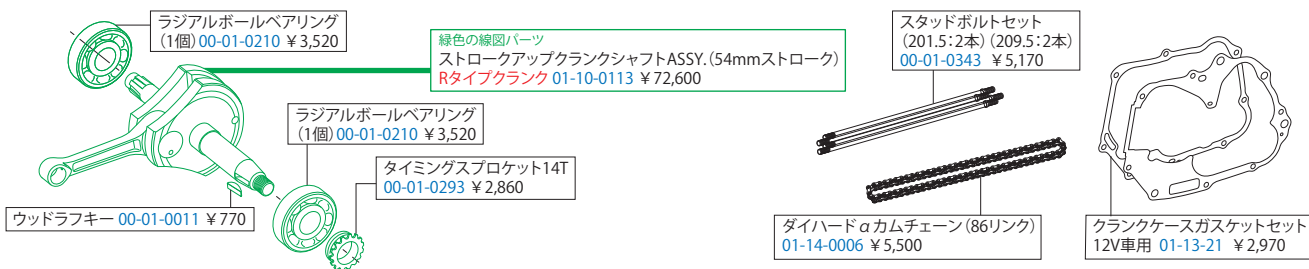 ラジアルボールベアリング
(1個) 00-01-0210 ¥3,520
緑色の線図パーツ
ストロークアップクランクシャフトASSY.(54mmストローク)
Rタイプクランク 01-10-0113 ¥72,600
ラジアルボールベアリング
(1個) 00-01-0210 ¥3,520
タイミングスプロケット14T
00-01-0293 ¥2,860
ウッドラフキー 00-01-0011 ¥770
スタッドボルトセット
(201.5:2本) (209.5:2本)
00-01-0343 ¥5,170
ダイハードαカムチェーン(86リンク)
01-14-0006 ¥5,500
クランクケースガスケットセット
12V車用 01-13-21 ¥2,970